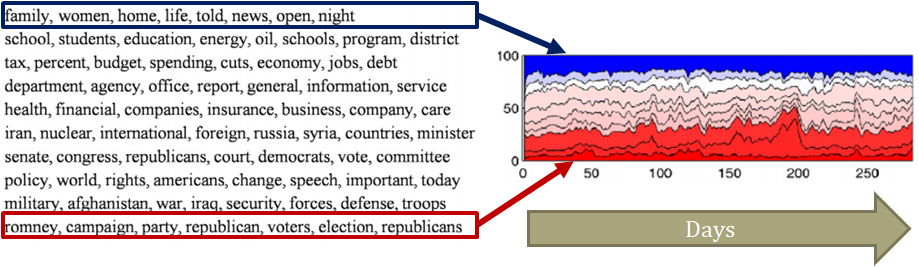 family, women, home, life, told, news, open, night
school, students, education, energy, oil, schools, program, district
tax, percent, budget, spending, cuts, economy, jobs, debt
department, agency, office, report, general, information, service
health, financial, companies, insurance, business, company, care
iran, nuclear, international, foreign, russia, syria, countries, minister
senate, congress, republicans, court, democrats, vote, committee
policy, world, rights, americans, change, speech, important, today
military, afghanistan, war, iraq, security, forces, defense, troops
romney, campaign, party, republican, voters, election, republicans
100
50
0
0 50 100 150 200 250
Days